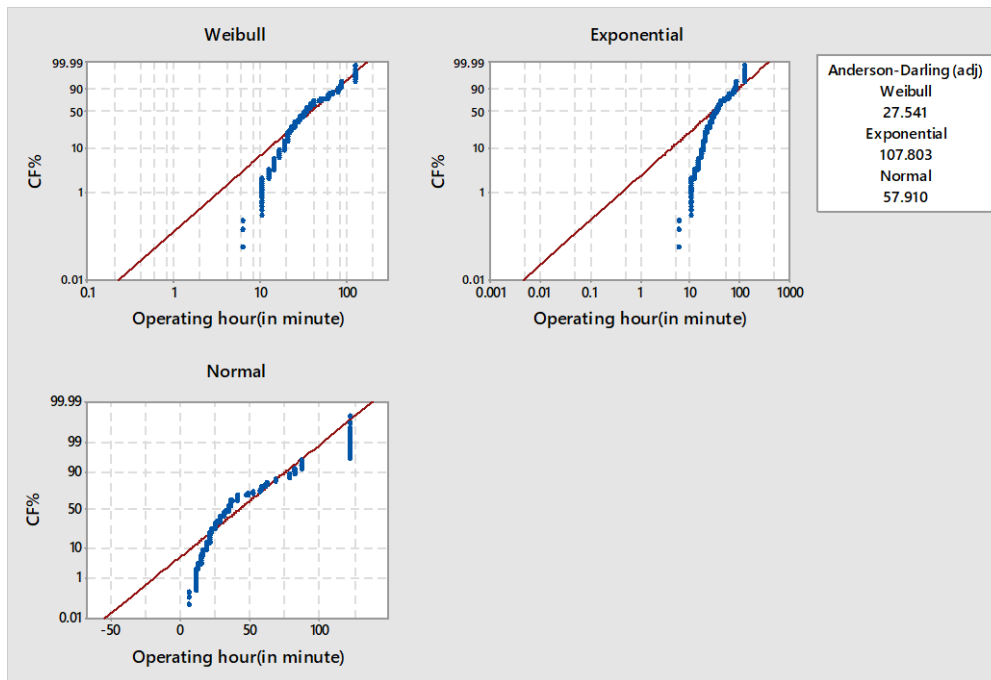 Weibull
99.99
90
50
10
1
0.01
CF%
0.1
1
10
100
Operating hour(in minute)
Exponential
99.99
90
50
10
1
0.01
CF%
0.001
0.01
0.1
1
10
100
1000
Operating hour(in minute)
Anderson-Darling (adj)
Weibull
27.541
Exponential
107.803
Normal
57.910
Normal
99.99
99
90
50
10
1
0.01
CF%
-50
0
50
100
Operating hour(in minute)